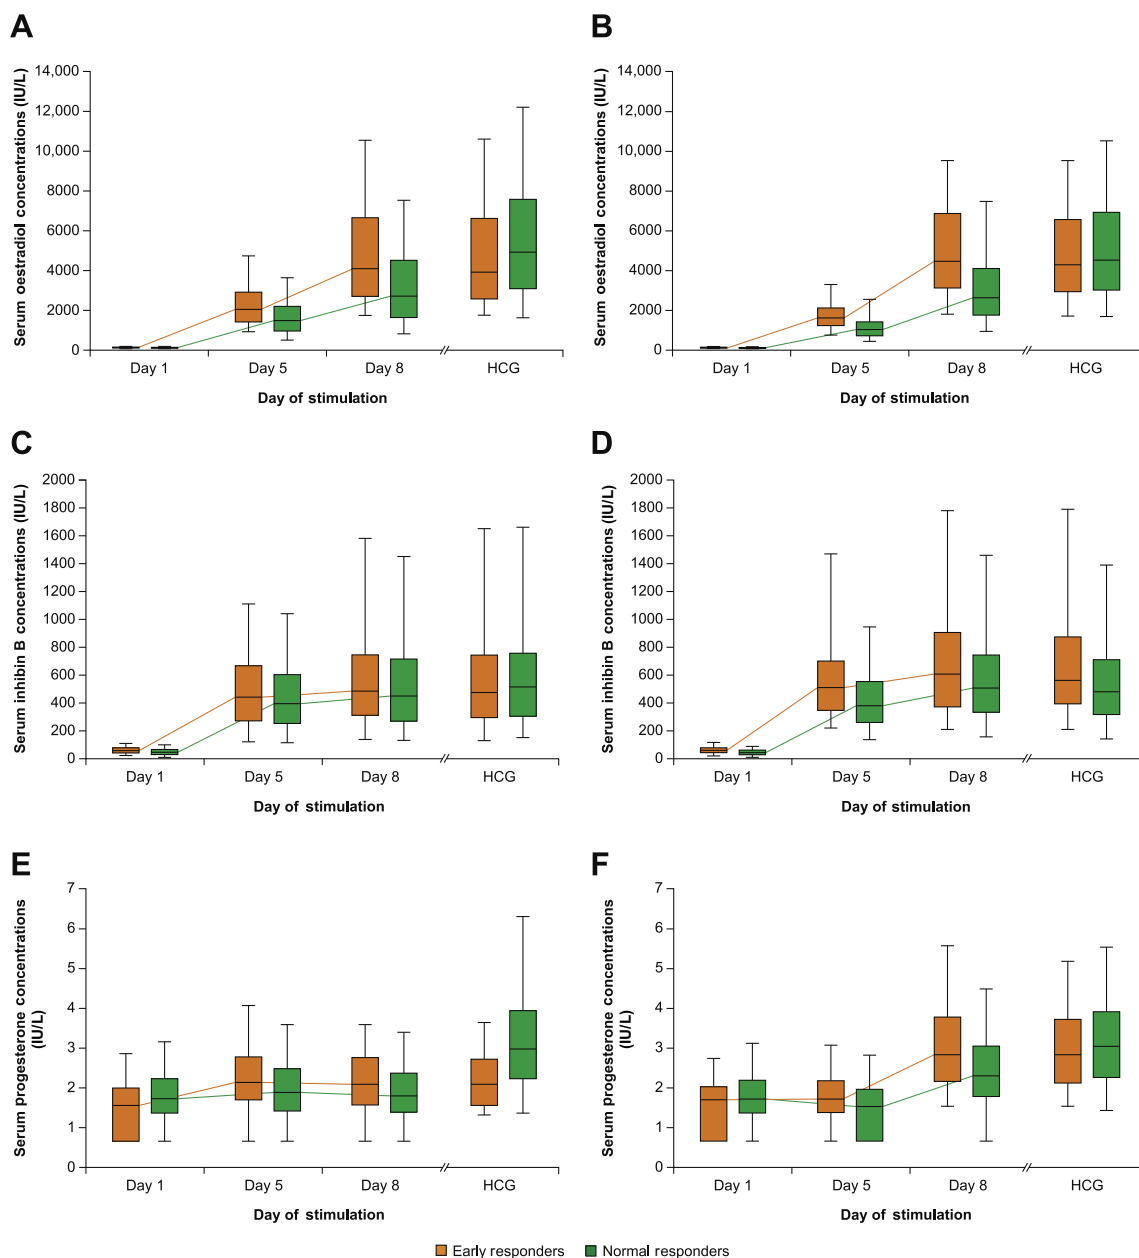 A
Serum oestradiol concentrations (IU/L)
14,000
12,000
10,000
8000
6000
4000
2000
0
Day 1
Day 5
Day 8
HCG
Day of stimulation
B
Serum oestradiol concentrations (IU/L)
14,000
12,000
10,000
8000
6000
4000
2000
0
Day 1
Day 5
Day 8
HCG
Day of stimulation
C
Serum inhibin B concentrations (IU/L)
2000
1800
1600
1400
1200
1000
800
600
400
200
0
Day 1
Day 5
Day 8
HCG
Day of stimulation
D
Serum inhibin B concentrations (IU/L)
2000
1800
1600
1400
1200
1000
800
600
400
200
0
Day 1
Day 5
Day 8
HCG
Day of stimulation
E
Serum Progesterone concentrations
(IU/L)
7
6
5
4
3
2
1
0
Day 1
Day 5
Day 8
HCG
Day of stimulation
F
Serum Progesterone concentrations
(IU/L)
7
6
5
4
3
2
1
0
Day 1
Day 5
Day 8
HCG
Day of stimulation
Early responders
Normal responders